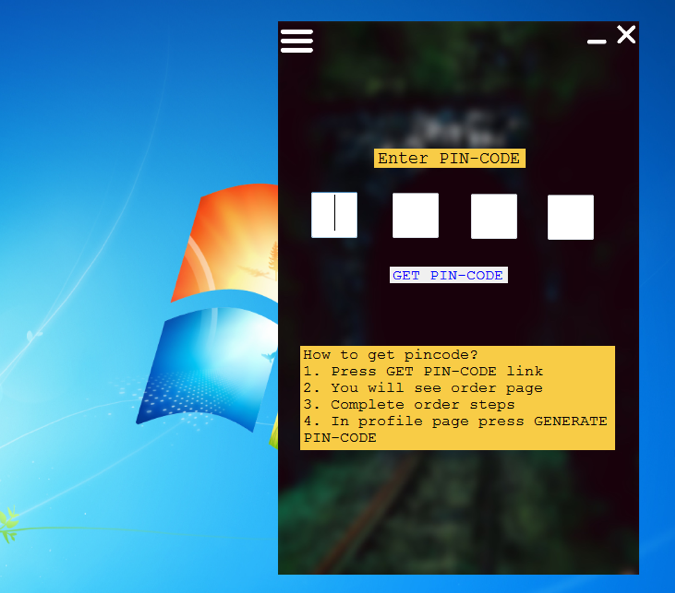 Enter PIN-CODE
GET PIN-CODE
How to get pincode?
1. Press GET PIN-CODE link
2. You will see order page
3. Complete order steps
4. In profile page press GENERATE
PIN-CODE